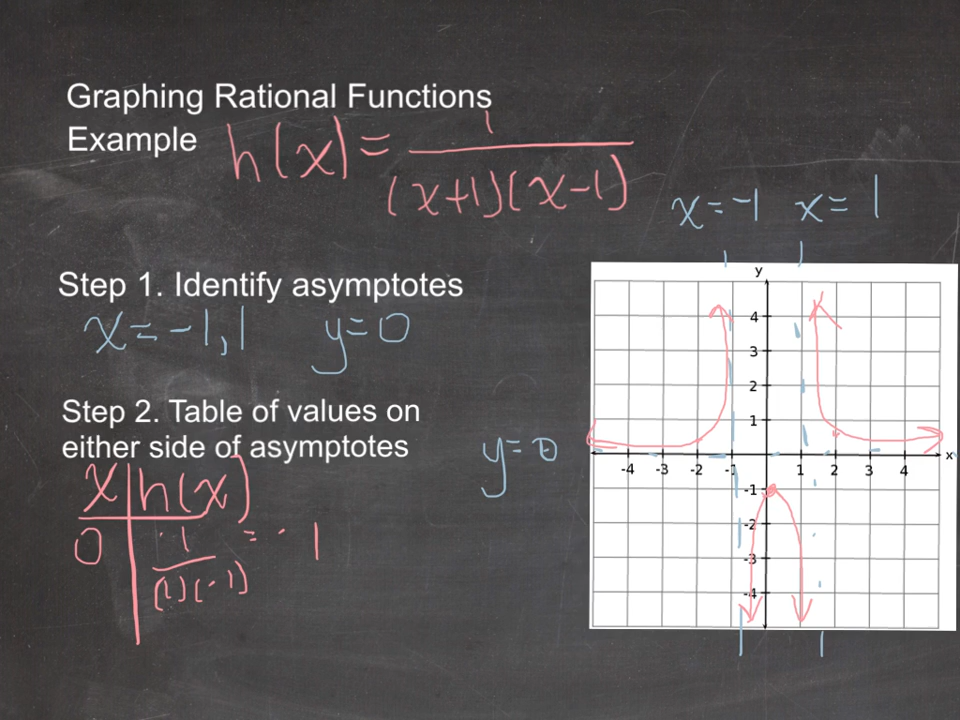 Graphing Rational Functions
Example h(x) = 1/((x+1)(x-1))
x=-1 x=1
Step 1. Identify asymptotes
x=-1,1 y=0
Step 2. Table of values on
either side of asymptotes
x | h(x)
0 | 1/((1)(-1)) = -1
y=0
y
4
3
2
1
-4 -3 -2 -1 1 2 3 4 x
-1
-2
-3
-4